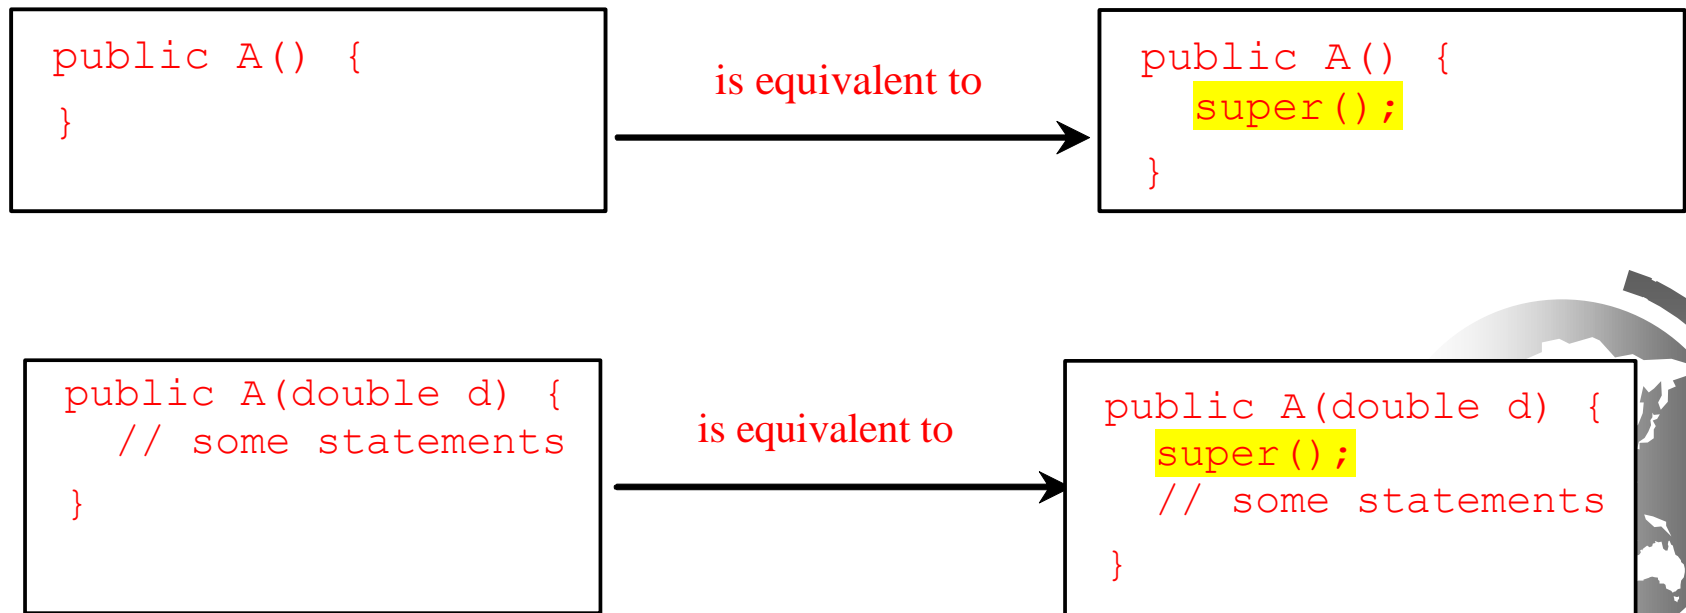 public A() {
}
is equivalent to
public A() {
super();
}
public A(double d) {
// some statements
}
is equivalent to
public A(double d) {
super();
// some statements
}